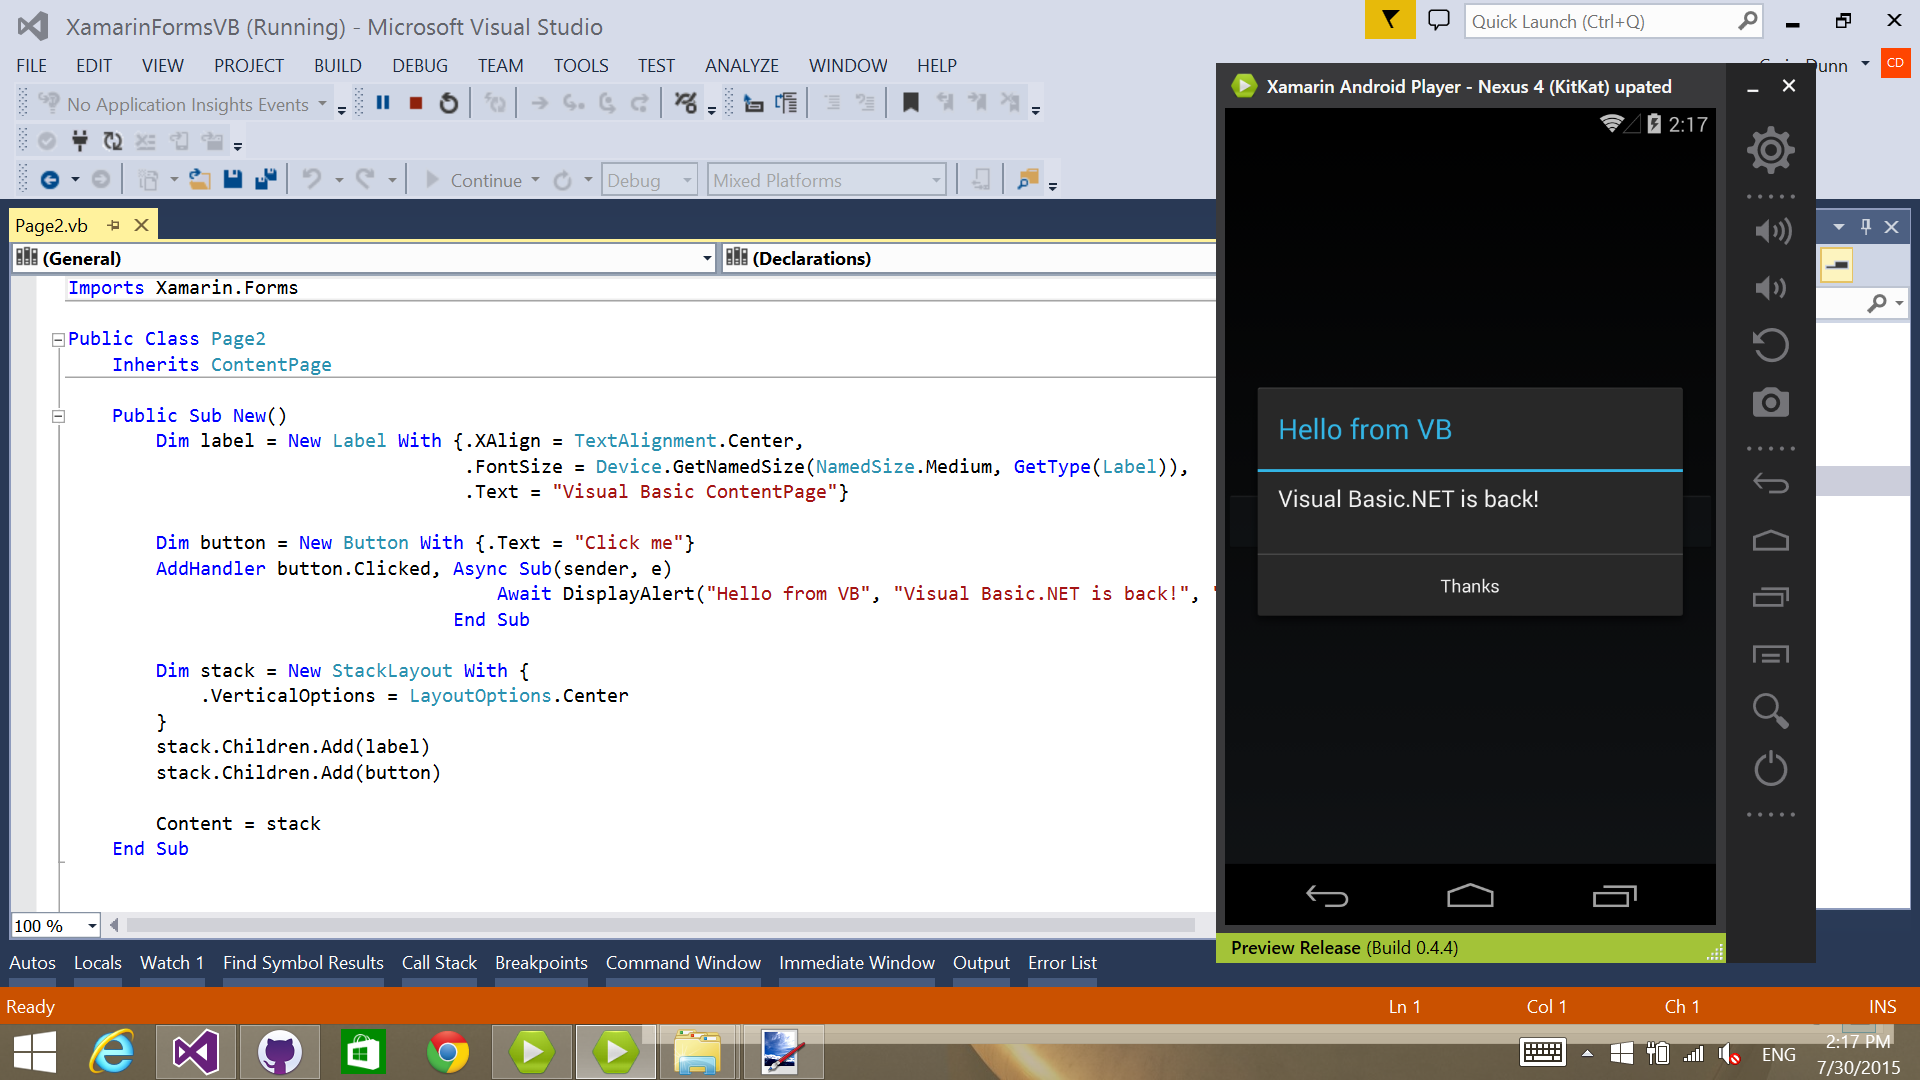 XamarinFormsVB (Running) - Microsoft Visual Studio
Quick Launch (Ctrl+Q)
FILE EDIT VIEW PROJECT BUILD DEBUG TEAM TOOLS TEST ANALYZE WINDOW HELP
Dunn CD
No Application Insights Events
Continue Debug Mixed Platforms
Page2.vb
(General) (Declarations)
Imports Xamarin.Forms
Public Class Page2
Inherits ContentPage
Public Sub New()
Dim label = New Label With {.XAlign = TextAlignment.Center,
.FontSize = Device.GetNamedSize(NamedSize.Medium, GetType(Label)),
.Text = "Visual Basic ContentPage"}
Dim button = New Button With {.Text = "Click me"}
AddHandler button.Clicked, Async Sub(sender, e)
Await DisplayAlert("Hello from VB", "Visual Basic.NET is back!", "
End Sub
Dim stack = New StackLayout With {
.VerticalOptions = LayoutOptions.Center
}
stack.Children.Add(label)
stack.Children.Add(button)
Content = stack
End Sub
100 %
Xamarin Android Player - Nexus 4 (KitKat) upated
2:17
Hello from VB
Visual Basic.NET is back!
Thanks
Preview Release (Build 0.4.4)
Autos Locals Watch 1 Find Symbol Results Call Stack Breakpoints Command Window Immediate Window Output Error List
Ready Ln 1 Col 1 Ch 1 INS
ENG
2:17 PM
7/30/2015